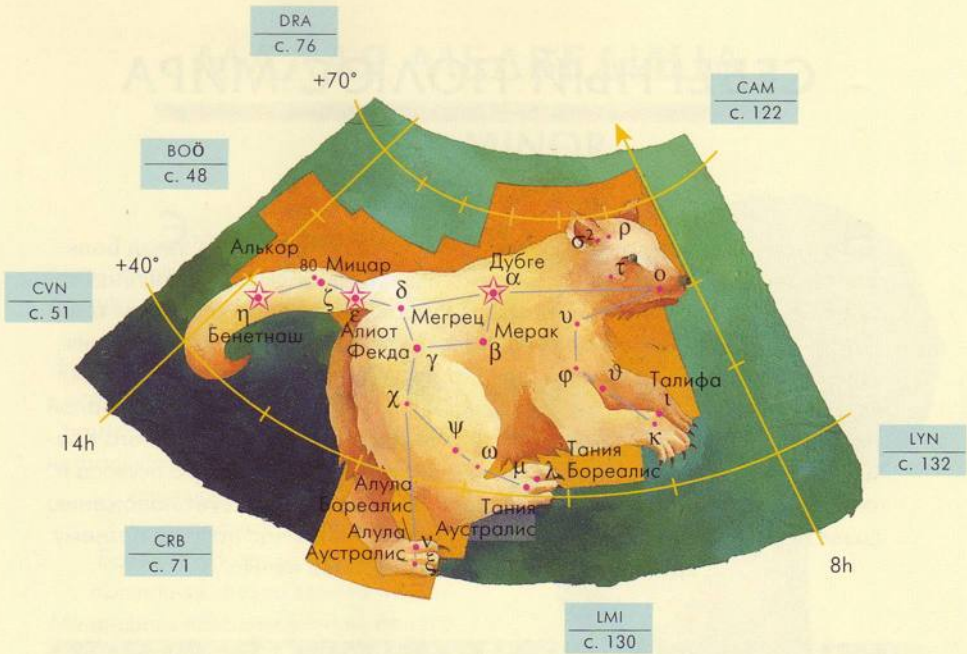 DRA
с. 76
+70°
CAM
с. 122
BOÖ
с. 48
σ² ρ
Алькор
+40°
80 Мицар
Дубге
τ
ο
CVN
с. 51
ζ
ε
δ
α
η
Бенетнаш
Алиот
Мегрец
Мерак
υ
Фекда
γ
β
φ
ϑ
Талифа
χ
ι
κ
14h
ψ
ω
Тания
Бореалис
LYN
с. 132
μ
λ
Алула
Бореалис
Тания
Аустралис
Алула
Аустралис
ν
ξ
CRB
с. 71
8h
LMI
с. 130